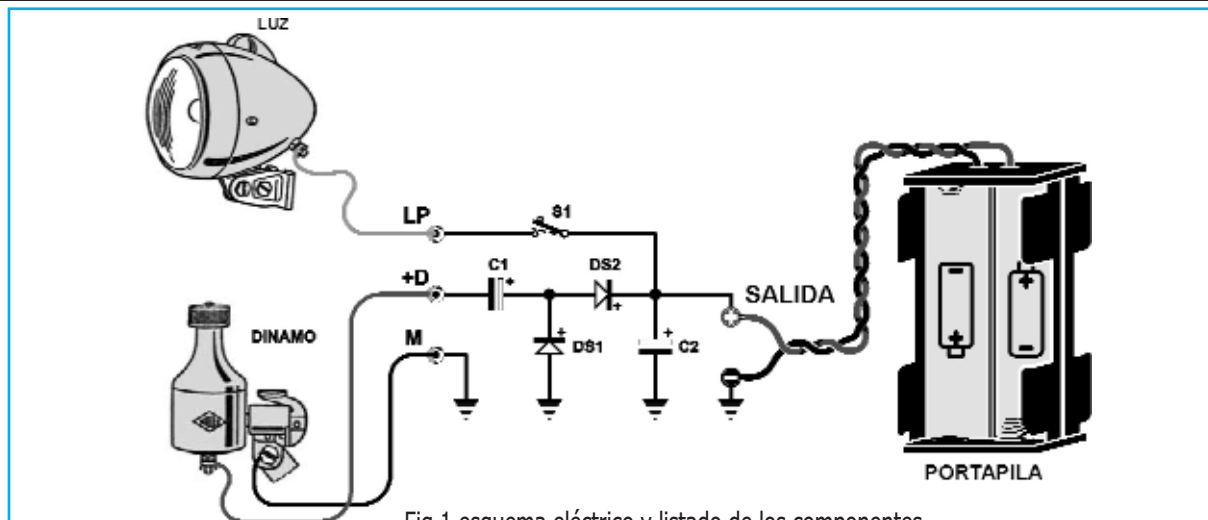 LUZ
LP
S1
+D
C1
DS2
SALIDA
DINAMO
M
DS1
C2
PORTAPILA
Fig.1 esquema eléctrico y listado de los componentes